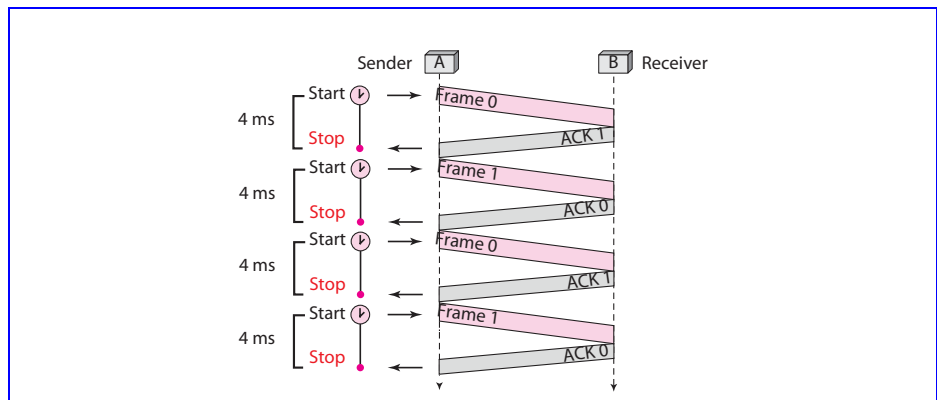 Sender A B Receiver
Start Frame 0
4 ms
Stop ACK 1
Start Frame 1
4 ms
Stop ACK 0
Start Frame 0
4 ms
Stop ACK 1
Start Frame 1
4 ms
Stop ACK 0